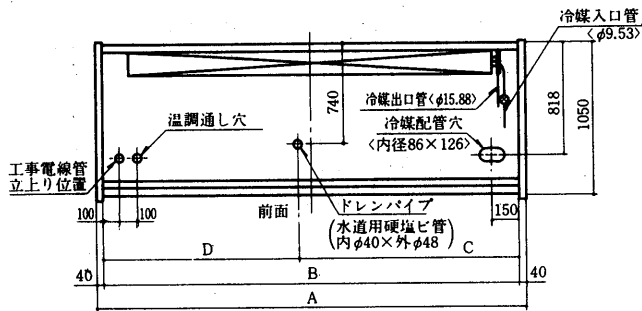 冷媒入口管
<φ9.53>
740
冷媒出口管<φ15.88>
818
1050
温調通し穴
冷媒配管穴
<内径86×126>
工事電線管
立上り位置
100
100
前面
ドレンパイプ
(水道用硬塩ビ管
内φ40×外φ48)
150
D
C
40
B
40
A